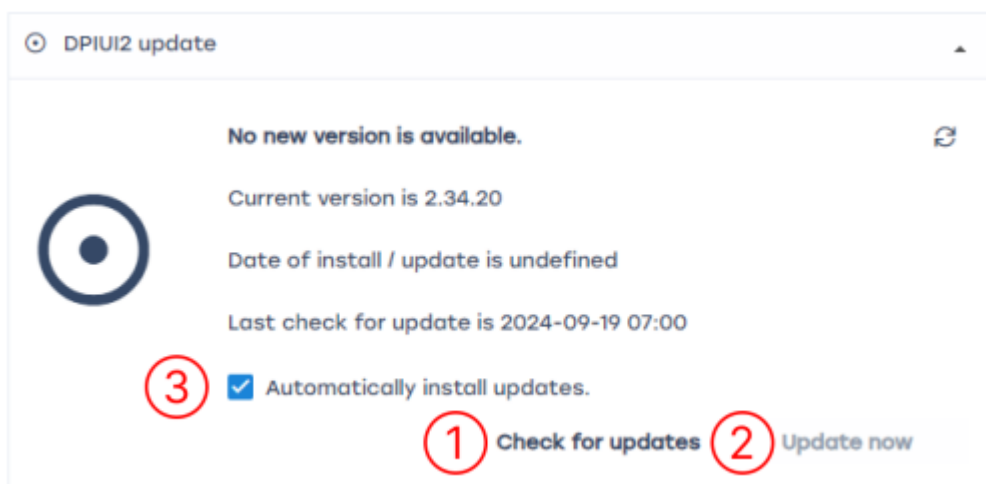 DPIUI2 update
No new version is available.
Current version is 2.34.20
Date of install / update is undefined
Last check for update is 2024-09-19 07:00
3 Automatically install updates.
1 Check for updates 2 Update now